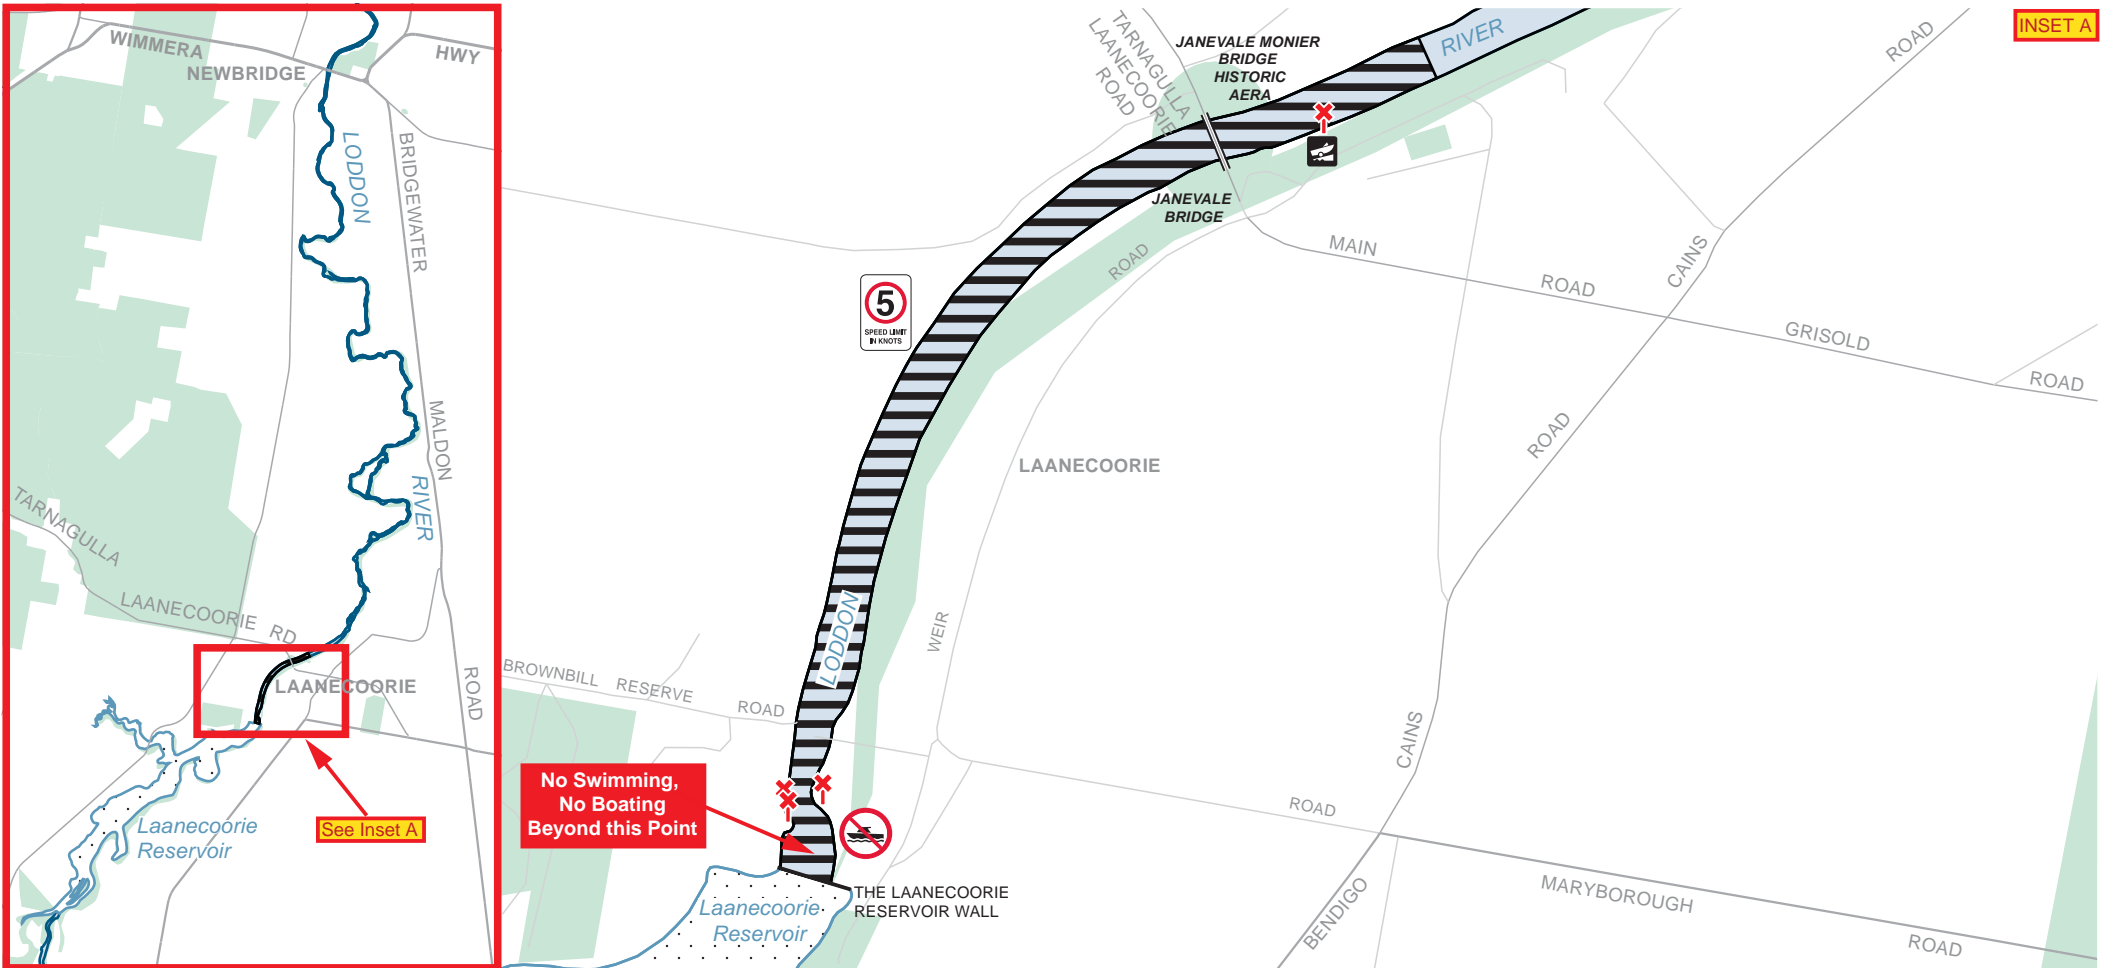 WIMMERA
HWY
NEWBRIDGE
LODDON
BRIDGEWATER
MALDON
RIVER
TARNAGULLA
LAANECOORIE RD
LAANECOORIE
ROAD
Laanecoorie
Reservoir
See Inset A
INSET A
TARNAGULLA
LAANECOORIE
ROAD
JANEVALE MONIER
BRIDGE
HISTORIC
AERA
RIVER
ROAD
JANEVALE
BRIDGE
ROAD
MAIN
ROAD
CAINS
GRISOLD
ROAD
5
SPEED LIMIT
IN KNOTS
ROAD
LAANECOORIE
LODDON
WEIR
BROWNBILL RESERVE ROAD
CAINS
No Swimming,
No Boating
Beyond this Point
ROAD
THE LAANECOORIE
RESERVOIR WALL
Laanecoorie
Reservoir
BENDIGO
MARYBOROUGH
ROAD